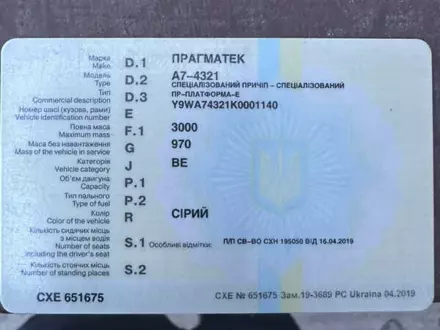 Марка
Make D.1 ПРАГМАТЕК
Модель
Type D.2 А7-4321
Тип
Commercial description D.3 СПЕЦІАЛІЗОВАНИЙ ПРИЧІП – СПЕЦІАЛІЗОВАНИЙ
ПР-ПЛАТФОРМА-Е
Номер шасі (кузова, рами)
Vehicle identification number E Y9WA74321K0001140
Повна маса
Maximum mass F.1 3000
Маса без навантаження
Mass of the vehicle in service G 970
Категорія
Vehicle category J BE
Об'єм двигуна
Capacity P.1
Тип пального
Type of fuel P.2
Колір
Color of the vehicle R СІРИЙ
Кількість сидячих місць
з місцем водія
Number of seats
including the driver's seat S.1 Особливі відмітки: П/П СВ-ВО СХН 195050 ВІД 16.04.2019
Кількість стоячих місць
Number of standing places S.2
СХЕ 651675
СХЕ № 651675 Зам.19-3689 РС Ukraina 04.2019